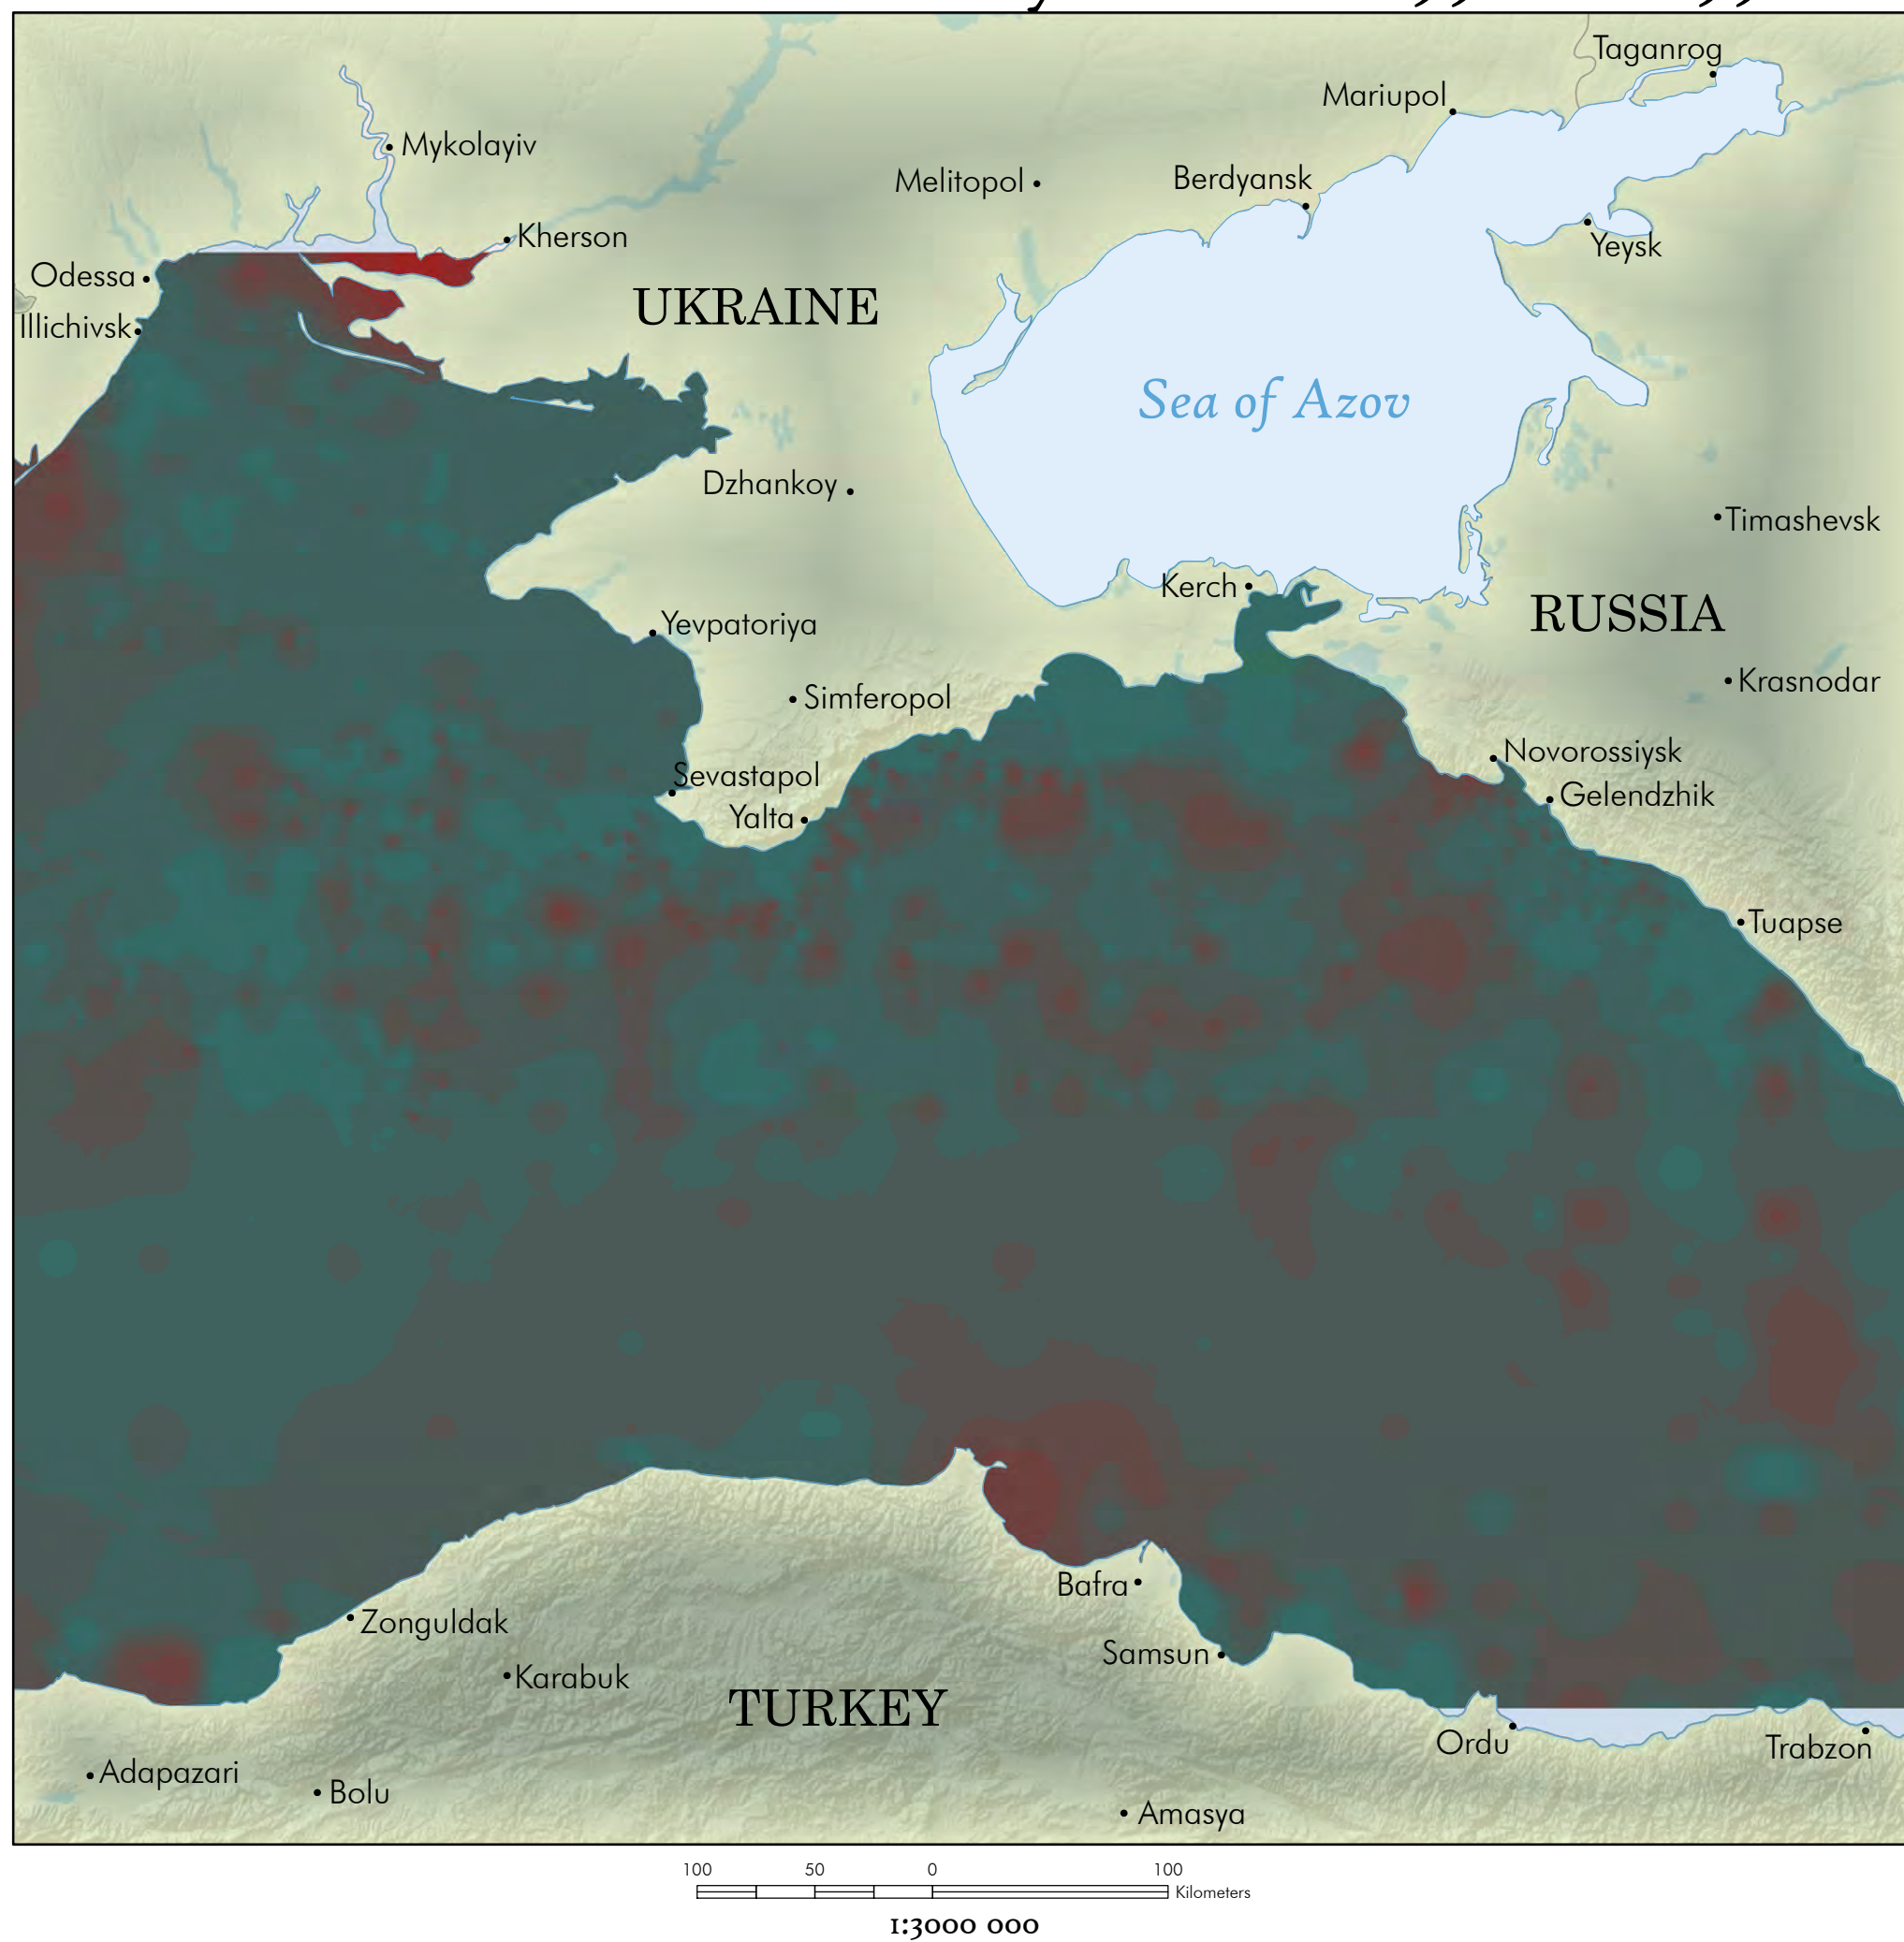 Taganrog
Mariupol
Mykolayiv
Melitopol
Berdyansk
Kherson
Yeysk
Odessa
UKRAINE
Illichivsk
Sea of Azov
Dzhankoy
Timashevsk
Kerch
RUSSIA
Yevpatoriya
Krasnodar
Simferopol
Novorossiysk
Sevastapol
Gelendzhik
Yalta
Tuapse
Bafra
Zonguldak
Samsun
Karabuk
TURKEY
Ordu
Trabzon
Adapazari
Bolu
Amasya
100 50 0 100
Kilometers
1:3000 000